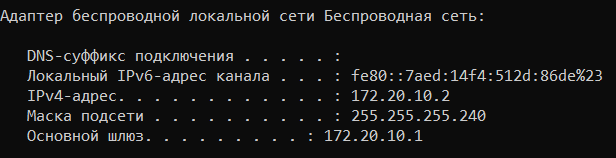 Адаптер беспроводной локальной сети Беспроводная сеть:
DNS-суффикс подключения . . . . . :
Локальный IPv6-адрес канала . . . : fe80::7aed:14f4:512d:86de%23
IPv4-адрес. . . . . . . . . . . . : 172.20.10.2
Маска подсети . . . . . . . . . . : 255.255.255.240
Основной шлюз. . . . . . . . . : 172.20.10.1